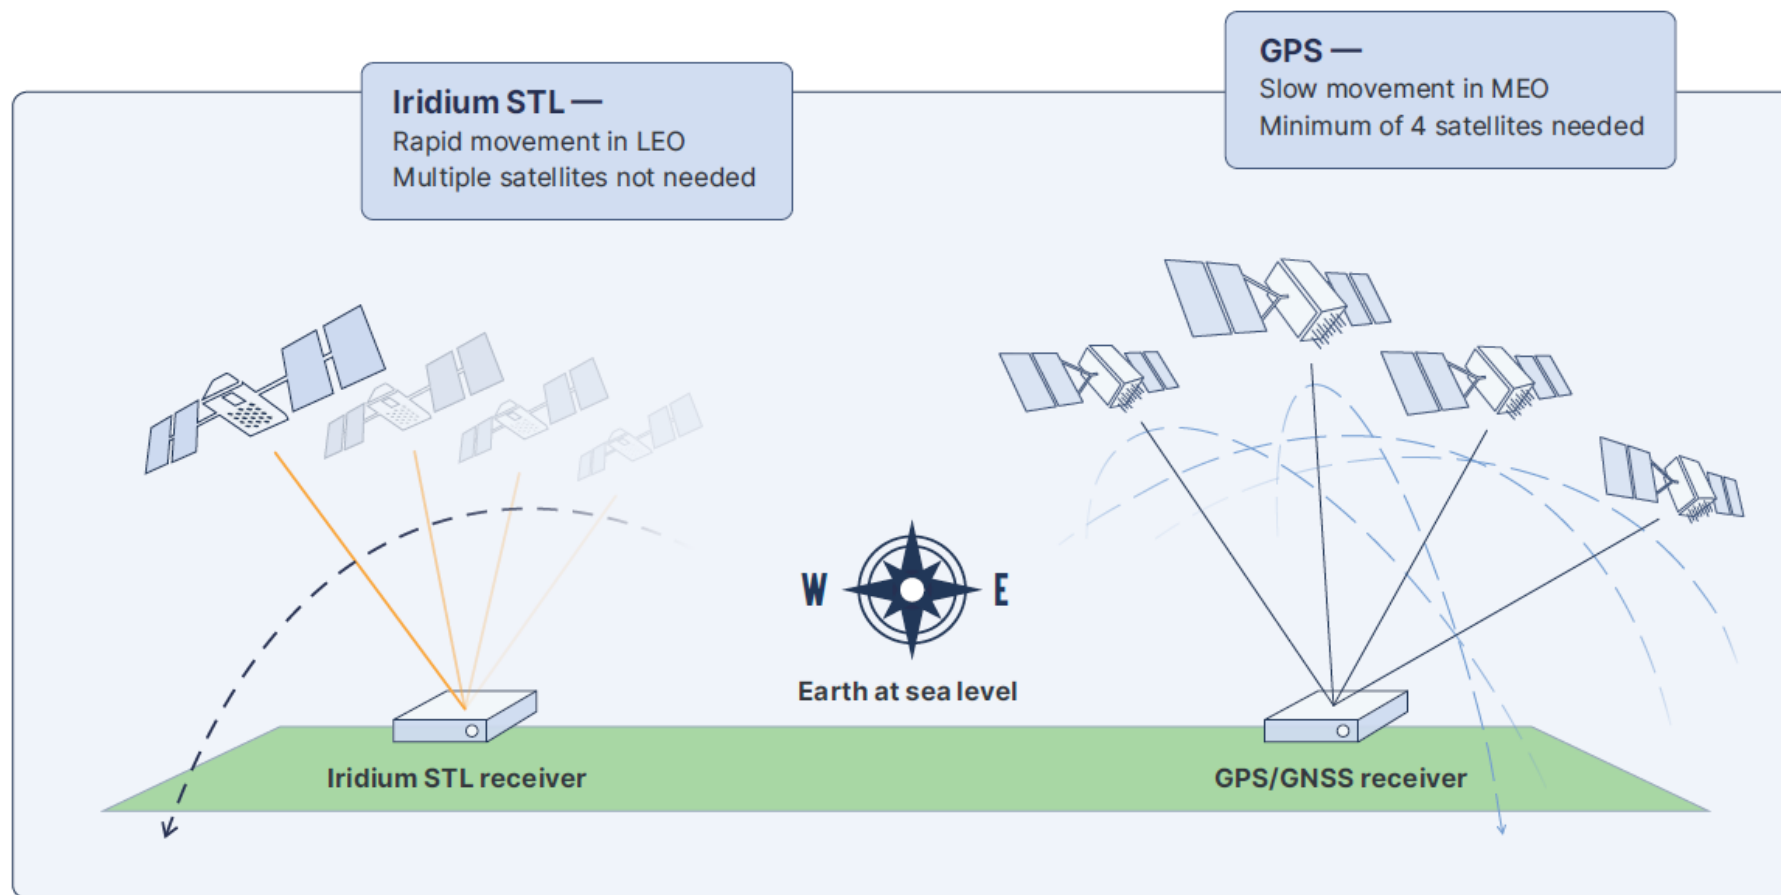 Iridium STL —
Rapid movement in LEO
Multiple satellites not needed
GPS —
Slow movement in MEO
Minimum of 4 satellites needed
W
E
Earth at sea level
Iridium STL receiver
GPS/GNSS receiver